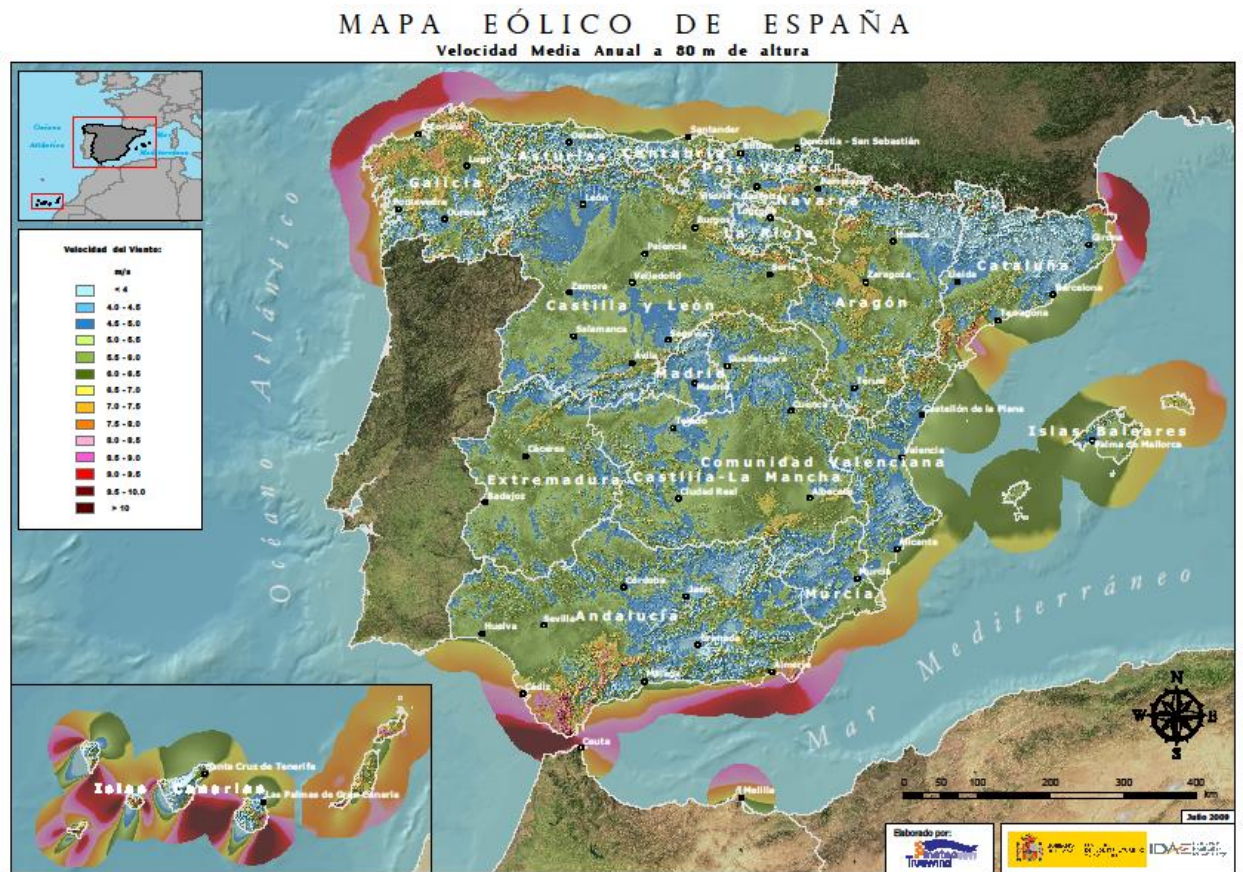 MAPA EÓLICO DE ESPAÑA
Velocidad Media Anual a 80 m de altura
Océano
Atlántico
Mar
Mediterráneo
Velocidad del Viento:
m/s
< 4
4.0 - 4.5
4.5 - 5.0
5.0 - 5.5
5.5 - 6.0
6.0 - 6.5
6.5 - 7.0
7.0 - 7.5
7.5 - 8.0
8.0 - 8.5
8.5 - 9.0
9.0 - 9.5
9.5 - 10.0
> 10
Océano Atlántico
Santander
Oviedo
Donostia - San Sebastián
Asturias
Cantabria
País Vasco
Lugo
Galicia
Pontevedra
Ourense
León
Navarra
Burgos
La Rioja
Huesca
Girona
Palencia
Cataluña
Valladolid
Soria
Zaragoza
Lleida
Barcelona
Zamora
Castilla y León
Aragón
Tarragona
Salamanca
Segovia
Ávila
Guadalajara
Madrid
Madrid
Teruel
Cuenca
Castellón de la Plana
Toledo
Islas Baleares
Palma de Mallorca
Cáceres
Valencia
Comunidad Valenciana
Extremadura
Castilla-La Mancha
Badajoz
Ciudad Real
Albacete
Alicante
Córdoba
Murcia
Jaén
Murcia
Andalucía
Huelva
Sevilla
Granada
Almería
Málaga
Cádiz
Ceuta
Melilla
Mar Mediterráneo
Santa Cruz de Tenerife
Islas Canarias
Las Palmas de Gran Canaria
N
W E
S
0 50 100 200 300 400
km
Julio 2009
Elaborado por:
Truewind
IDAE